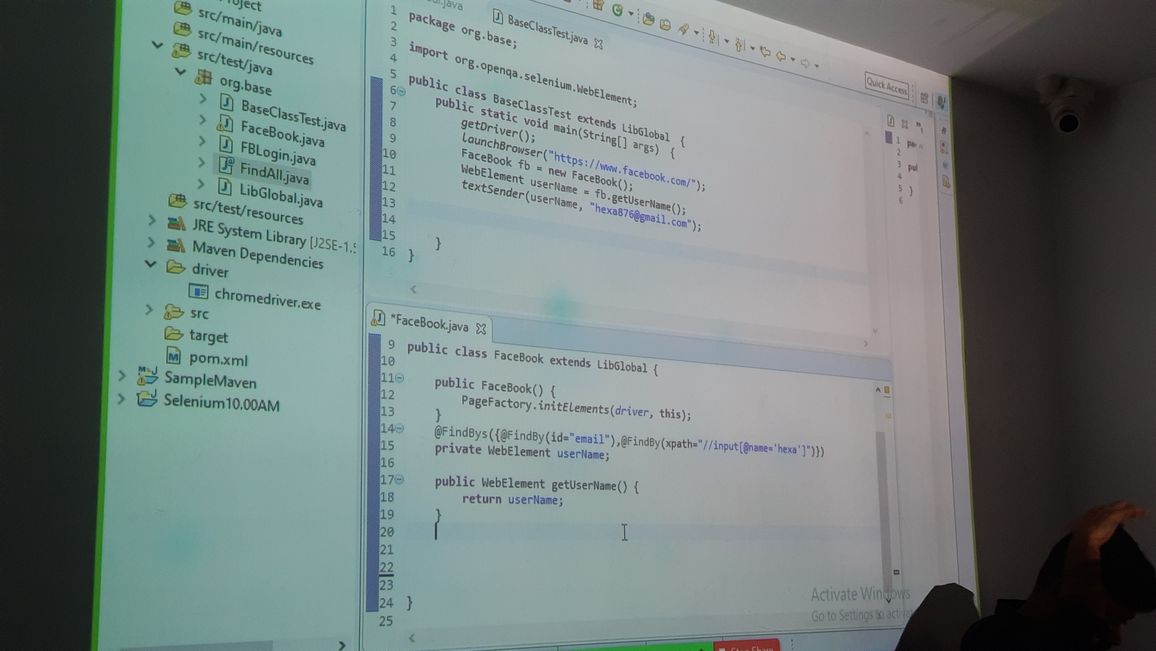 src/main/java
src/main/resources
src/test/java
org.base
BaseClassTest.java
FaceBook.java
FBLogin.java
FindAll.java
LibGlobal.java
src/test/resources
JRE System Library [J2SE-1.5
Maven Dependencies
driver
chromedriver.exe
src
target
pom.xml
SampleMaven
Selenium10.00AM
BaseClassTest.java
Quick Access
1 package org.base;
2
3 import org.openqa.selenium.WebElement;
4
5 public class BaseClassTest extends LibGlobal {
6 public static void main(String[] args) {
7 getDriver();
8 launchBrowser("https://www.facebook.com/");
9 FaceBook fb = new FaceBook();
10 WebElement userName = fb.getUserName();
11 textSender(userName, "hexa876@gmail.com");
12
13
14
15 }
16 }
1
2
3
4
5 }
6
*FaceBook.java
9 public class FaceBook extends LibGlobal {
10
11 public FaceBook() {
12 PageFactory.initElements(driver, this);
13 }
14 @FindBys({@FindBy(id="email"),@FindBy(xpath="//input[@name='hexa']")})
15 private WebElement userName;
16
17 public WebElement getUserName() {
18 return userName;
19 }
20
21
22
23
24 }
25
Activate Windows